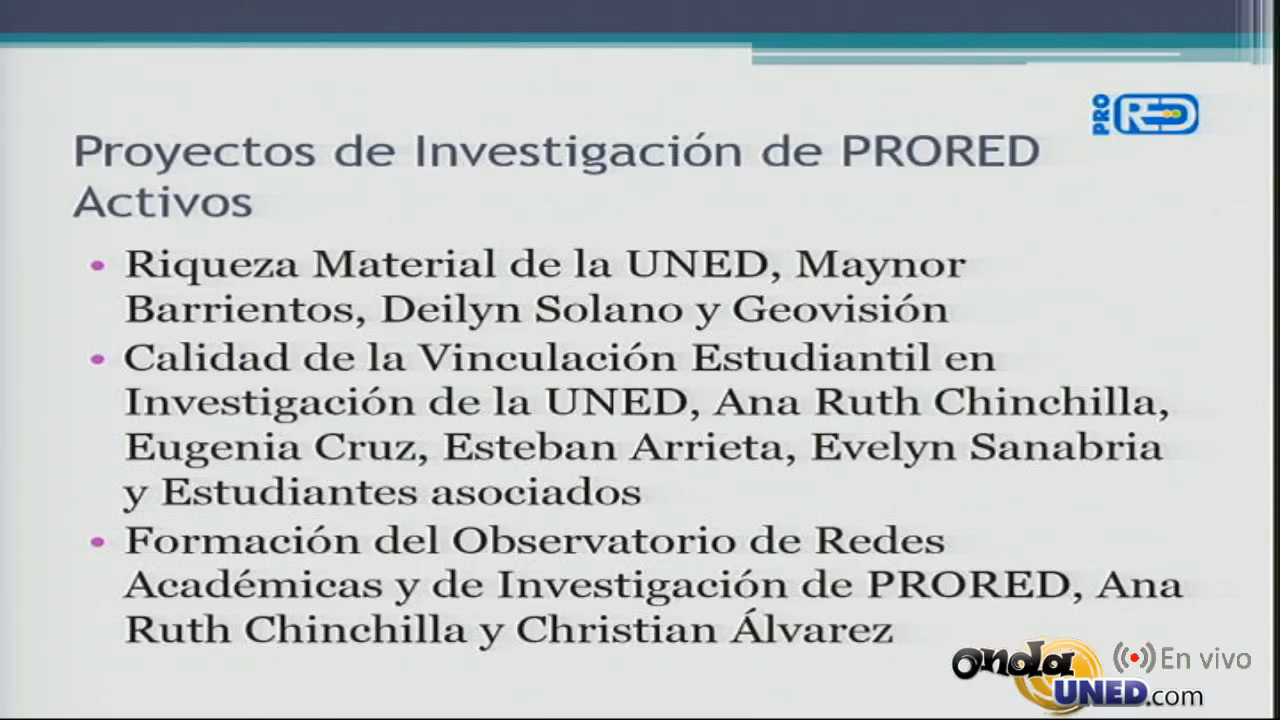 PRO RED
Proyectos de Investigación de PRORED
Activos
• Riqueza Material de la UNED, Maynor
Barrientos, Deilyn Solano y Geovisión
• Calidad de la Vinculación Estudiantil en
Investigación de la UNED, Ana Ruth Chinchilla,
Eugenia Cruz, Esteban Arrieta, Evelyn Sanabria
y Estudiantes asociados
• Formación del Observatorio de Redes
Académicas y de Investigación de PRORED, Ana
Ruth Chinchilla y Christian Álvarez
onda
UNED.com
En vivo